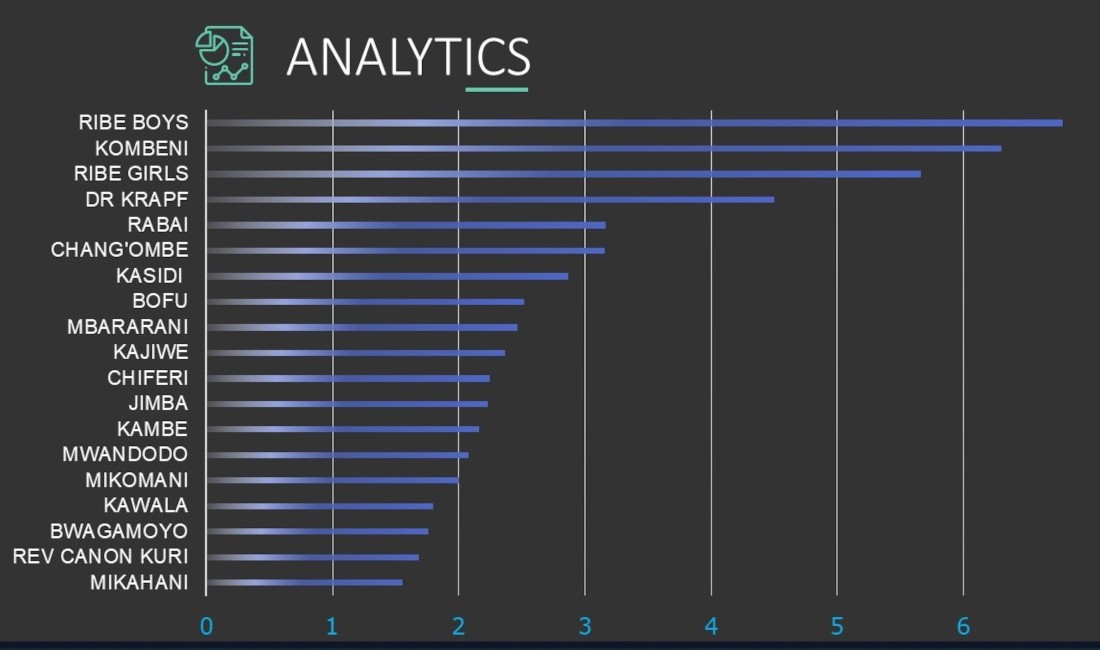 ANALYTICS
RIBE BOYS
KOMBENI
RIBE GIRLS
DR KRAPF
RABAI
CHANG'OMBE
KASIDI
BOFU
MBARARANI
KAJIWE
CHIFERI
JIMBA
KAMBE
MWANDODO
MIKOMANI
KAWALA
BWAGAMOYO
REV CANON KURI
MIKAHANI
0 1 2 3 4 5 6